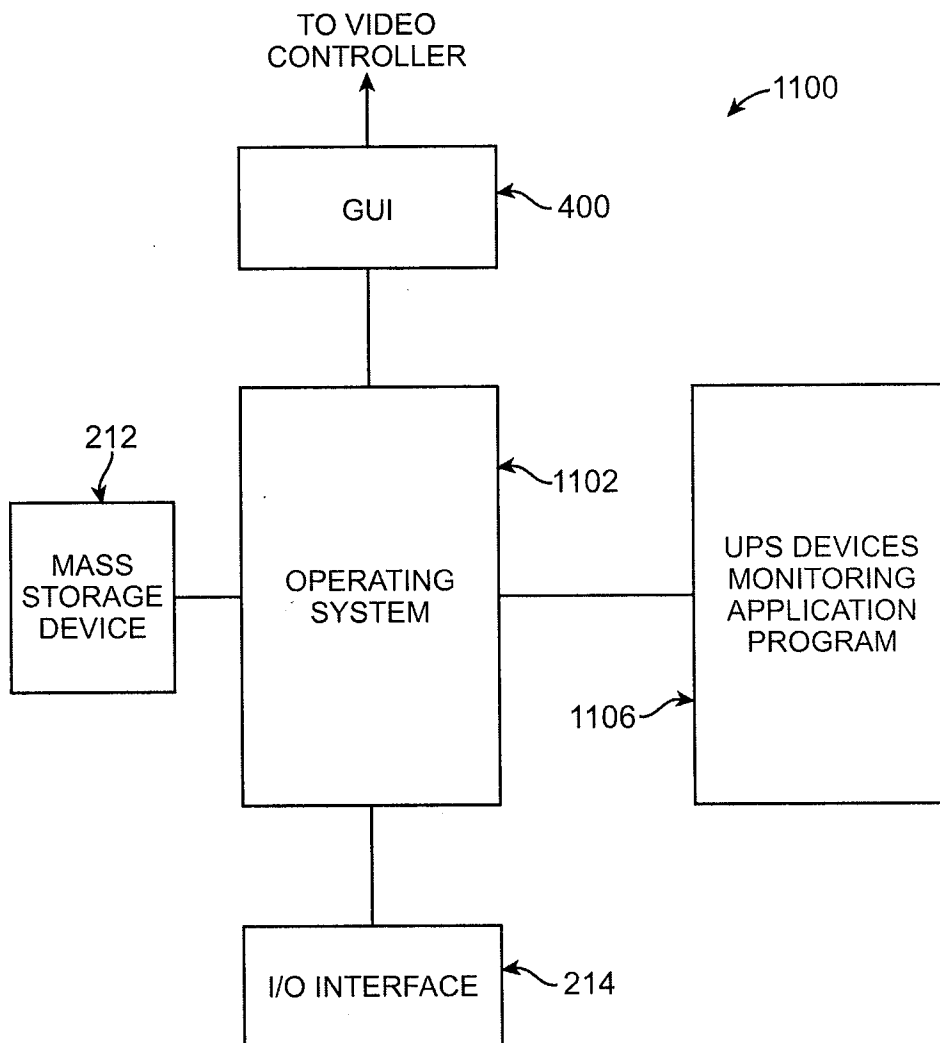 TO VIDEO
CONTROLLER
1100
GUI
400
212
1102
MASS
STORAGE
DEVICE
OPERATING
SYSTEM
UPS DEVICES
MONITORING
APPLICATION
PROGRAM
1106
I/O INTERFACE
214